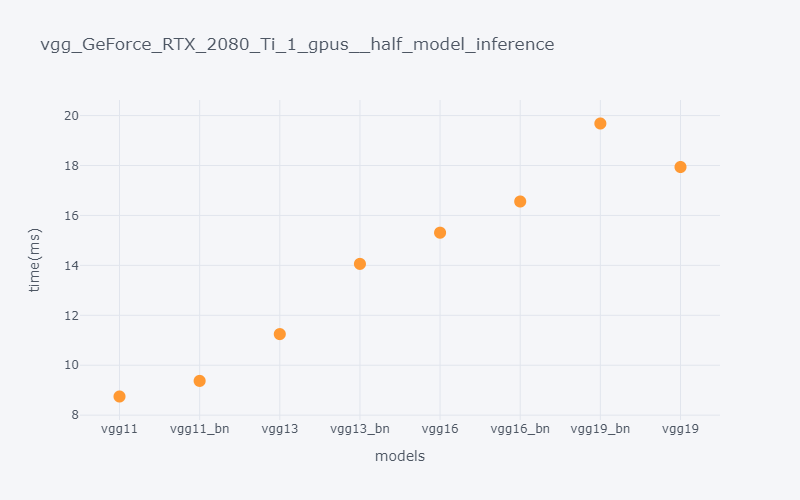 vgg_GeForce_RTX_2080_Ti_1_gpus__half_model_inference
time(ms)
20
18
16
14
12
10
8
vgg11 vgg11_bn vgg13 vgg13_bn vgg16 vgg16_bn vgg19_bn vgg19
models